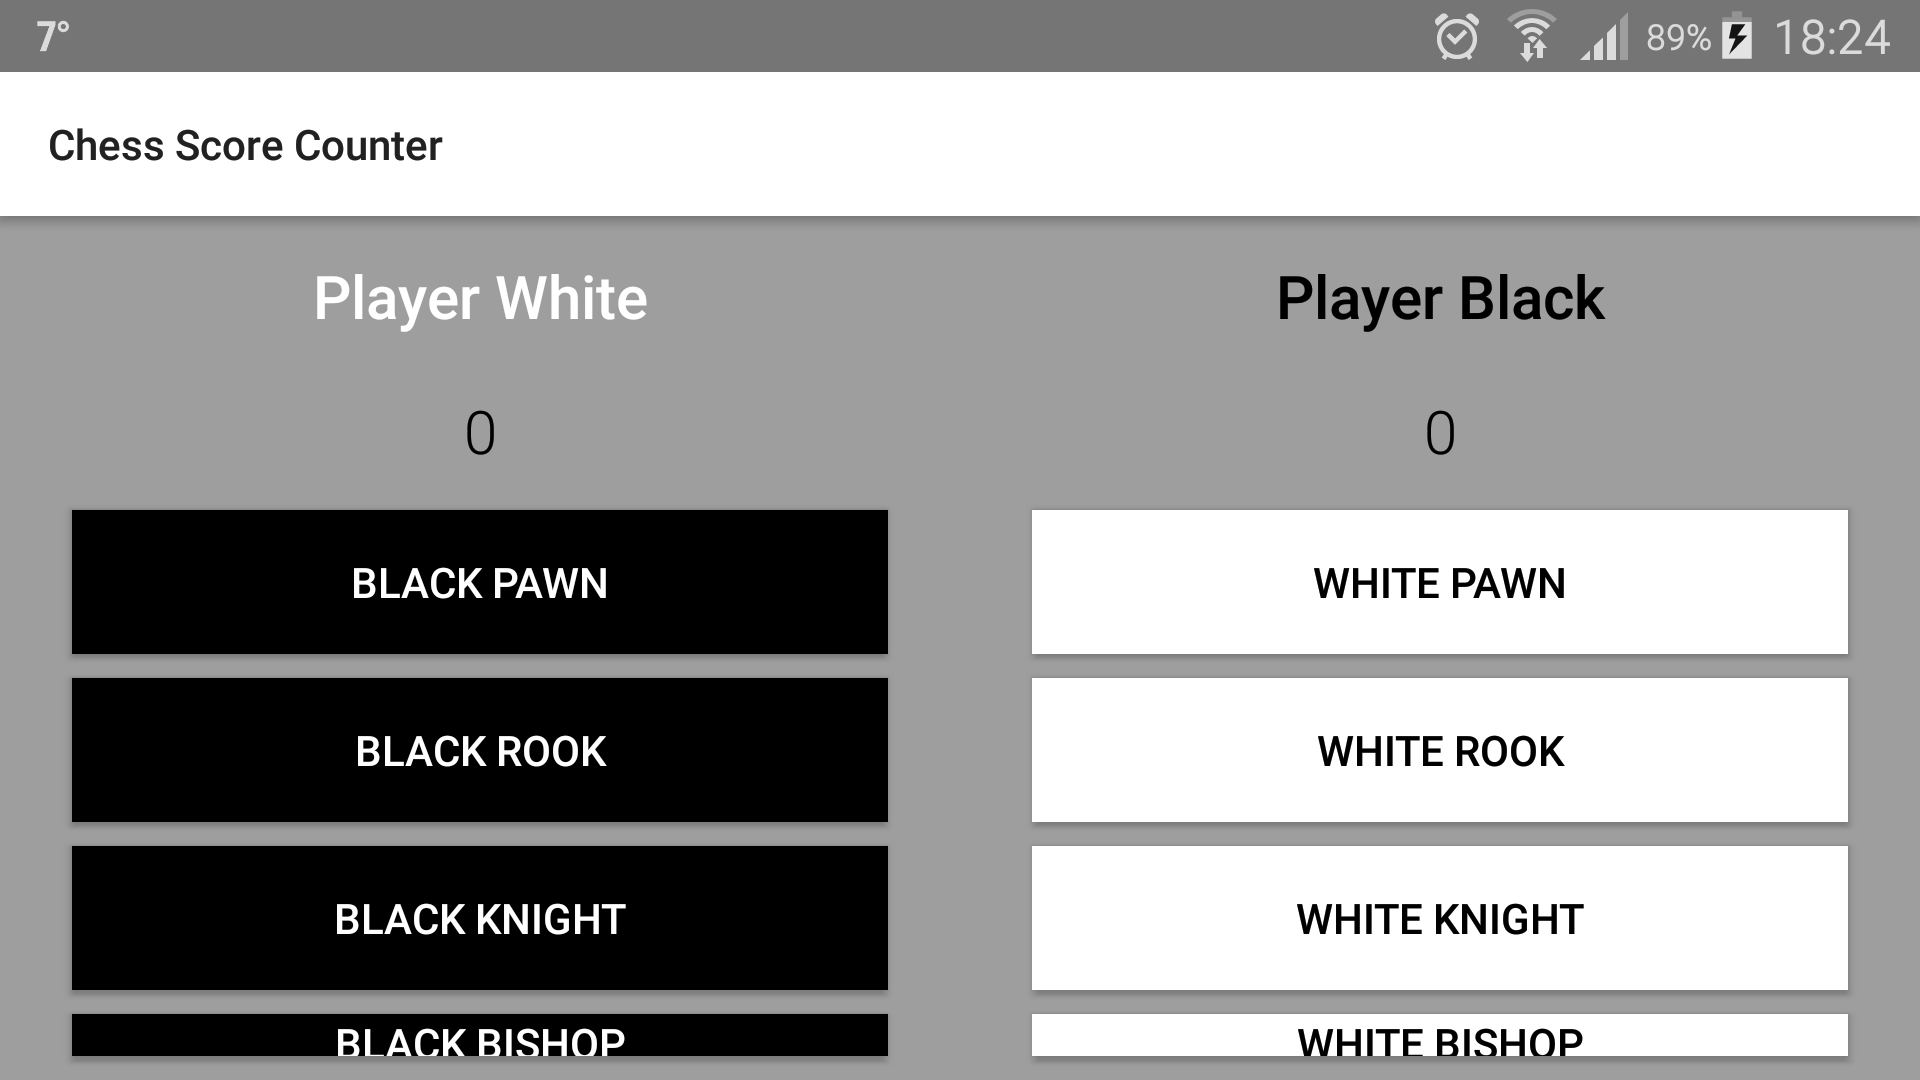 7°
89% 18:24
Chess Score Counter
Player White
Player Black
0
0
BLACK PAWN
WHITE PAWN
BLACK ROOK
WHITE ROOK
BLACK KNIGHT
WHITE KNIGHT
BLACK BISHOP
WHITE BISHOP